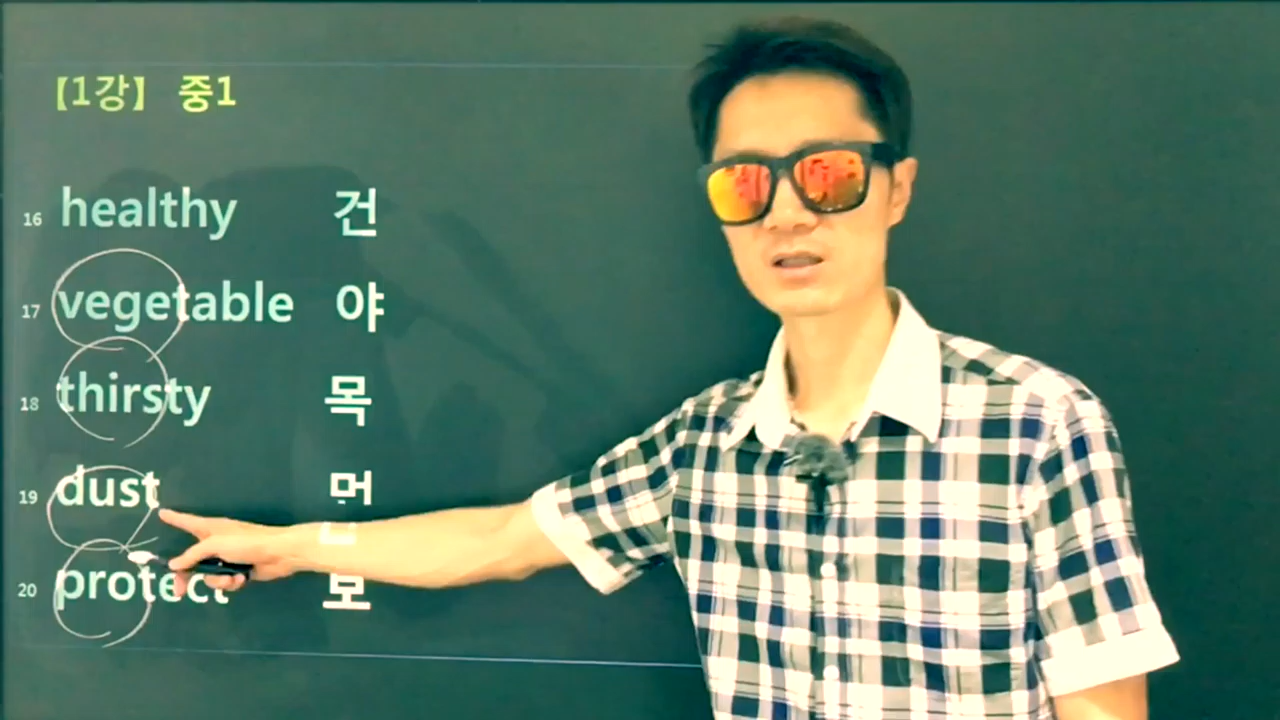 【1강】 중1
16 healthy 건
17 vegetable 야
18 thirsty 목
19 dust 먼
20 protect 보